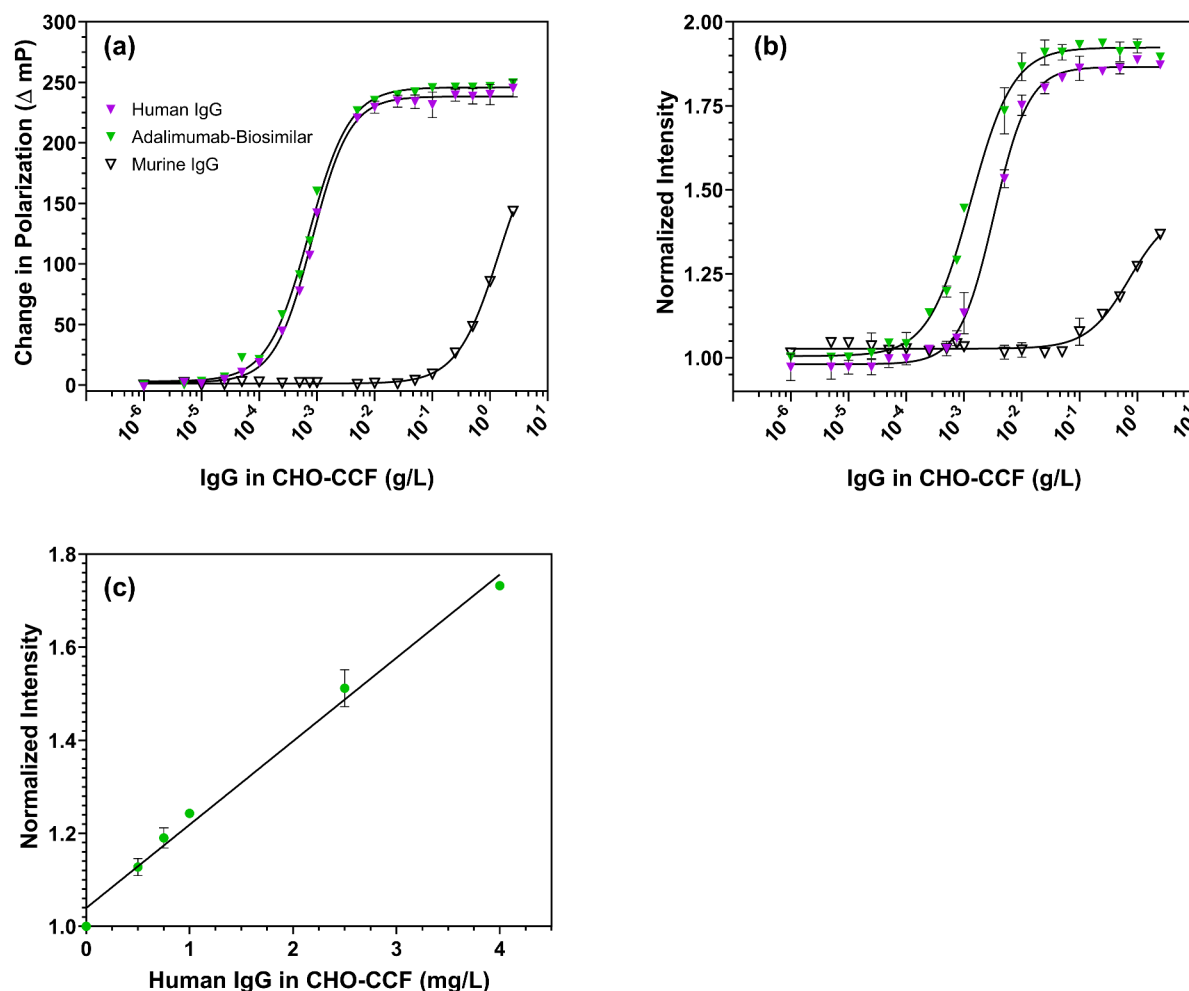 (a)
300
250
200
150
100
50
0
Change in Polarization (Δ mP)
Human IgG
Adalimumab-Biosimilar
Murine IgG
10⁻⁶ 10⁻⁵ 10⁻⁴ 10⁻³ 10⁻² 10⁻¹ 10⁰ 10¹
IgG in CHO-CCF (g/L)
(b)
2.00
1.75
1.50
1.25
1.00
Normalized Intensity
10⁻⁶ 10⁻⁵ 10⁻⁴ 10⁻³ 10⁻² 10⁻¹ 10⁰ 10¹
IgG in CHO-CCF (g/L)
(c)
1.8
1.6
1.4
1.2
1.0
Normalized Intensity
0 1 2 3 4
Human IgG in CHO-CCF (mg/L)